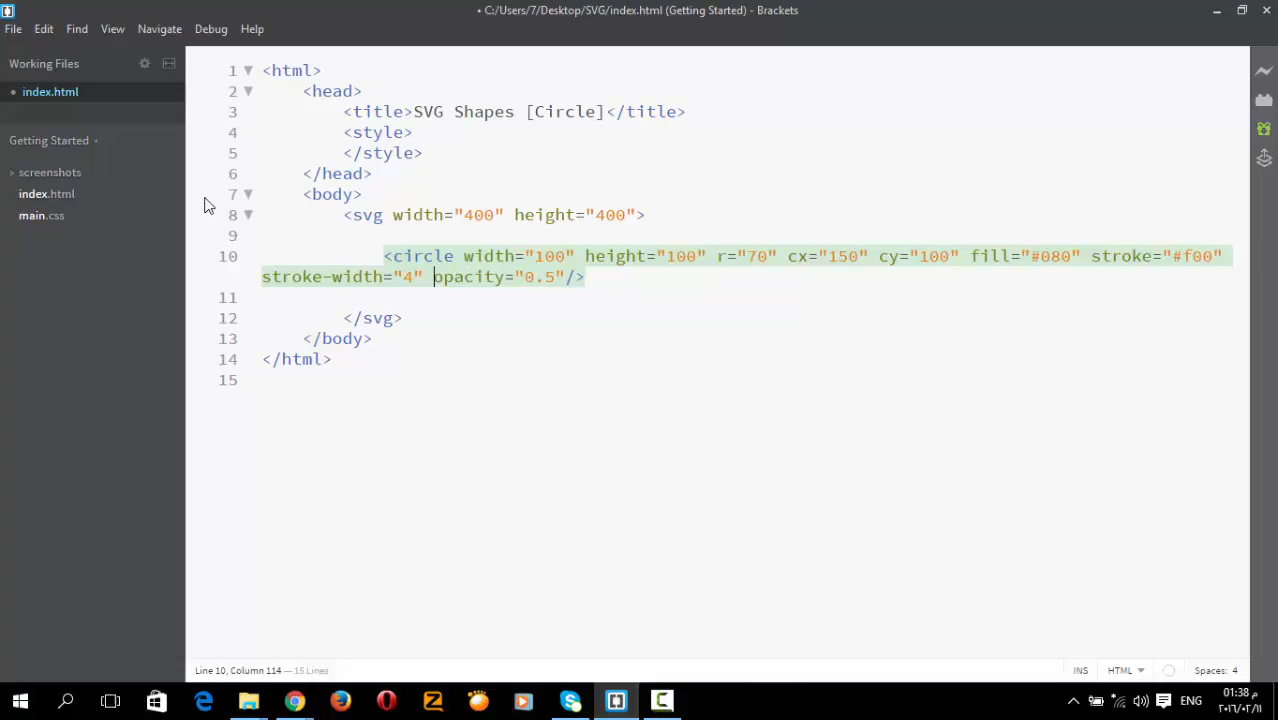 • C:/Users/7/Desktop/SVG/index.html (Getting Started) - Brackets
File Edit Find View Navigate Debug Help
Working Files
index.html
Getting Started
screenshots
index.html
main.css
1 <html>
2 <head>
3 <title>SVG Shapes [Circle]</title>
4 <style>
5 </style>
6 </head>
7 <body>
8 <svg width="400" height="400">
9
10 <circle width="100" height="100" r="70" cx="150" cy="100" fill="#080" stroke="#f00"
stroke-width="4" opacity="0.5"/>
11
12 </svg>
13 </body>
14 </html>
15
Line 10, Column 114 — 15 Lines
INS HTML Spaces: 4
ENG
01:38 م
٢٠١٦/٠٢/١١